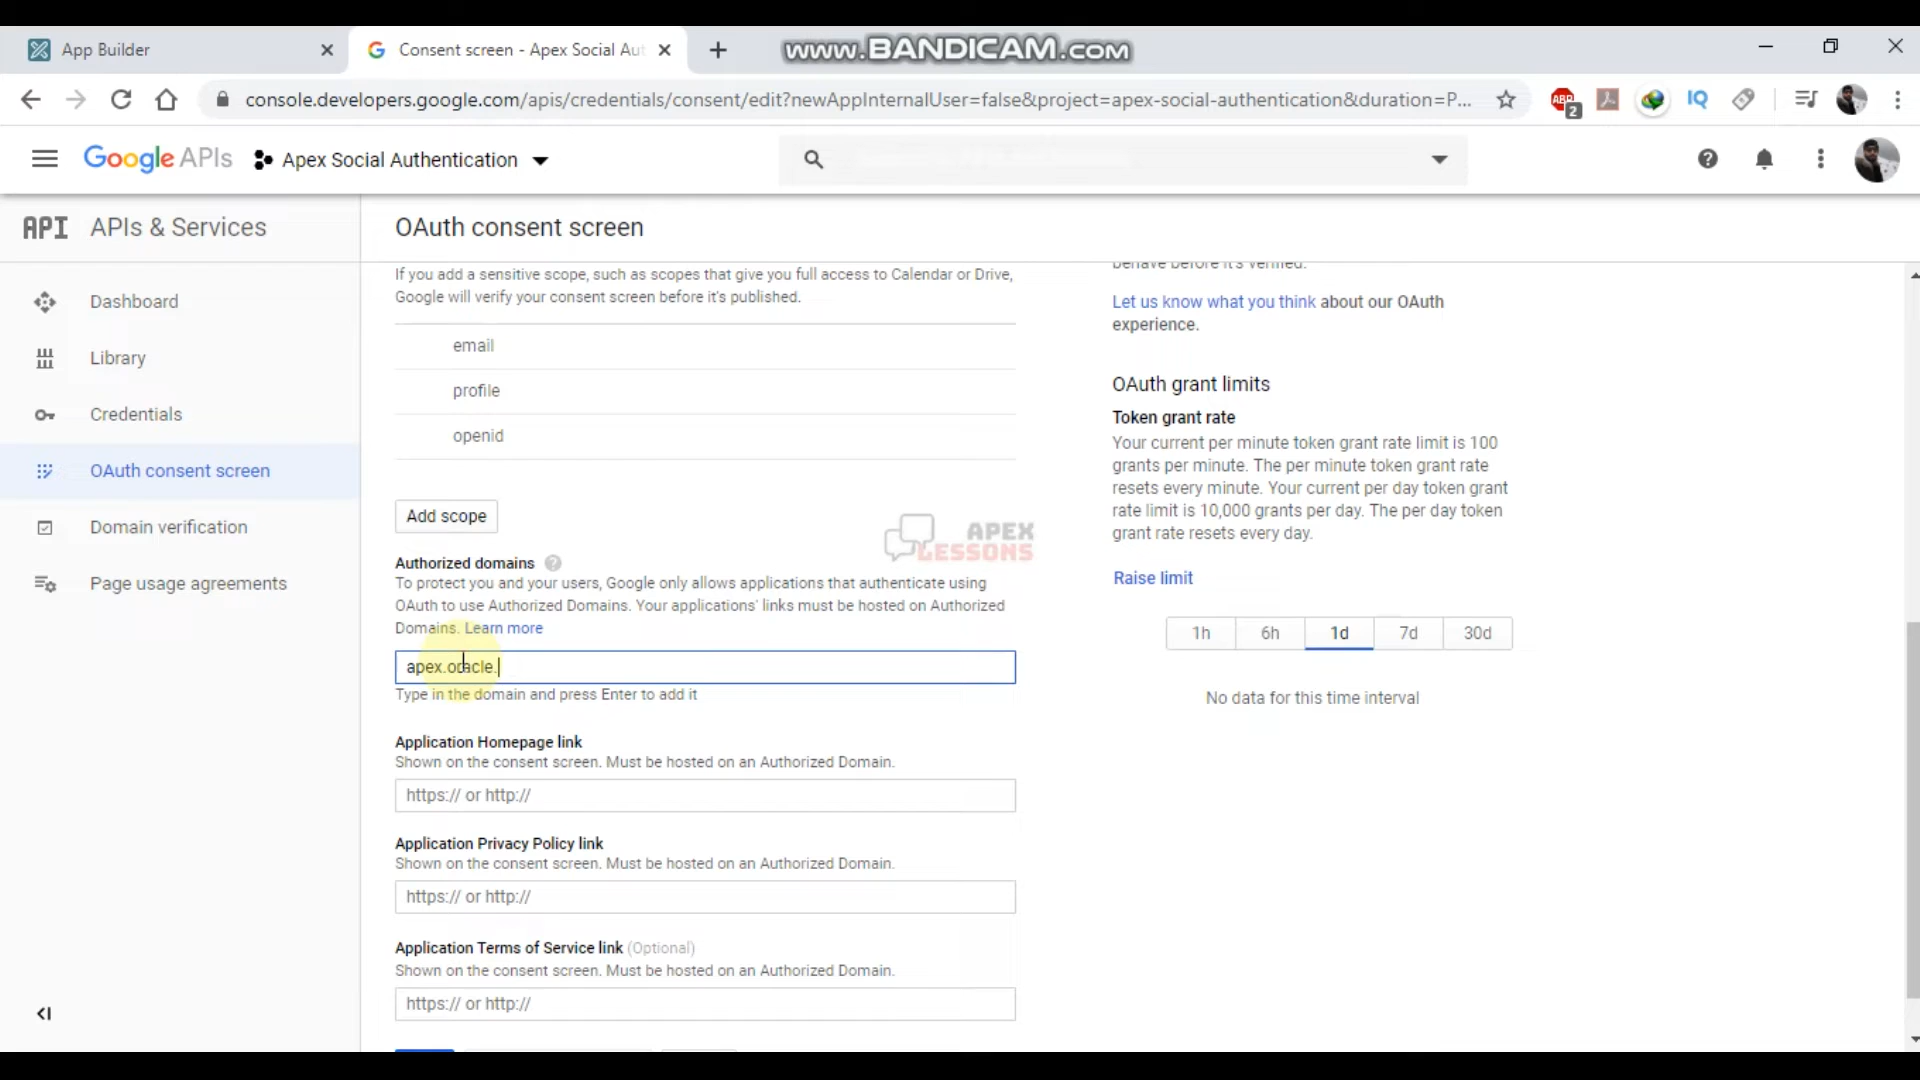 App Builder
Consent screen - Apex Social Aut
www.BANDICAM.com
console.developers.google.com/apis/credentials/consent/edit?newAppInternalUser=false&project=apex-social-authentication&duration=P...
ABP
2
IQ
Google APIs
Apex Social Authentication
API APIs & Services
OAuth consent screen
Dashboard
Library
Credentials
OAuth consent screen
Domain verification
Page usage agreements
If you add a sensitive scope, such as scopes that give you full access to Calendar or Drive,
Google will verify your consent screen before it's published.
email
profile
openid
Add scope
APEX
LESSONS
Authorized domains
To protect you and your users, Google only allows applications that authenticate using
OAuth to use Authorized Domains. Your applications' links must be hosted on Authorized
Domains. Learn more
apex.oracle.
Type in the domain and press Enter to add it
Application Homepage link
Shown on the consent screen. Must be hosted on an Authorized Domain.
https:// or http://
Application Privacy Policy link
Shown on the consent screen. Must be hosted on an Authorized Domain.
https:// or http://
Application Terms of Service link (Optional)
Shown on the consent screen. Must be hosted on an Authorized Domain.
https:// or http://
behave before it's verified.
Let us know what you think about our OAuth
experience.
OAuth grant limits
Token grant rate
Your current per minute token grant rate limit is 100
grants per minute. The per minute token grant rate
resets every minute. Your current per day token grant
rate limit is 10,000 grants per day. The per day token
grant rate resets every day.
Raise limit
1h 6h 1d 7d 30d
No data for this time interval